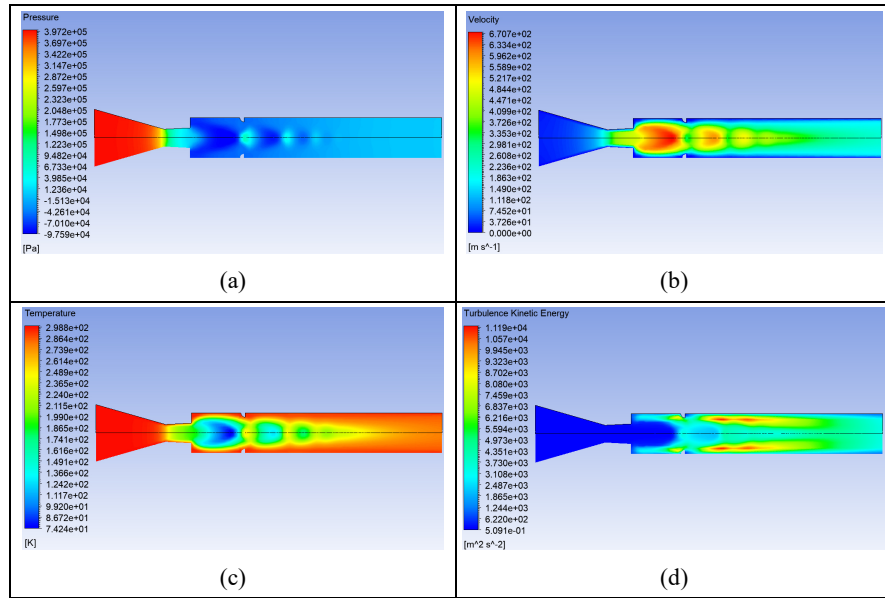 Pressure
3.972e+05
3.697e+05
3.422e+05
3.147e+05
2.872e+05
2.597e+05
2.323e+05
2.048e+05
1.773e+05
1.498e+05
1.223e+05
9.482e+04
6.733e+04
3.985e+04
1.236e+04
-1.513e+04
-4.261e+04
-7.010e+04
-9.759e+04
[Pa]
(a)
Velocity
6.707e+02
6.334e+02
5.962e+02
5.589e+02
5.217e+02
4.844e+02
4.471e+02
4.099e+02
3.726e+02
3.353e+02
2.981e+02
2.608e+02
2.236e+02
1.863e+02
1.490e+02
1.118e+02
7.452e+01
3.726e+01
0.000e+00
[m s^-1]
(b)
Temperature
2.988e+02
2.864e+02
2.739e+02
2.614e+02
2.489e+02
2.365e+02
2.240e+02
2.115e+02
1.990e+02
1.865e+02
1.741e+02
1.616e+02
1.491e+02
1.366e+02
1.242e+02
1.117e+02
9.920e+01
8.672e+01
7.424e+01
[K]
(c)
Turbulence Kinetic Energy
1.119e+04
1.057e+04
9.945e+03
9.323e+03
8.702e+03
8.080e+03
7.459e+03
6.837e+03
6.216e+03
5.594e+03
4.973e+03
4.351e+03
3.730e+03
3.108e+03
2.487e+03
1.865e+03
1.244e+03
6.220e+02
5.091e-01
[m^2 s^-2]
(d)